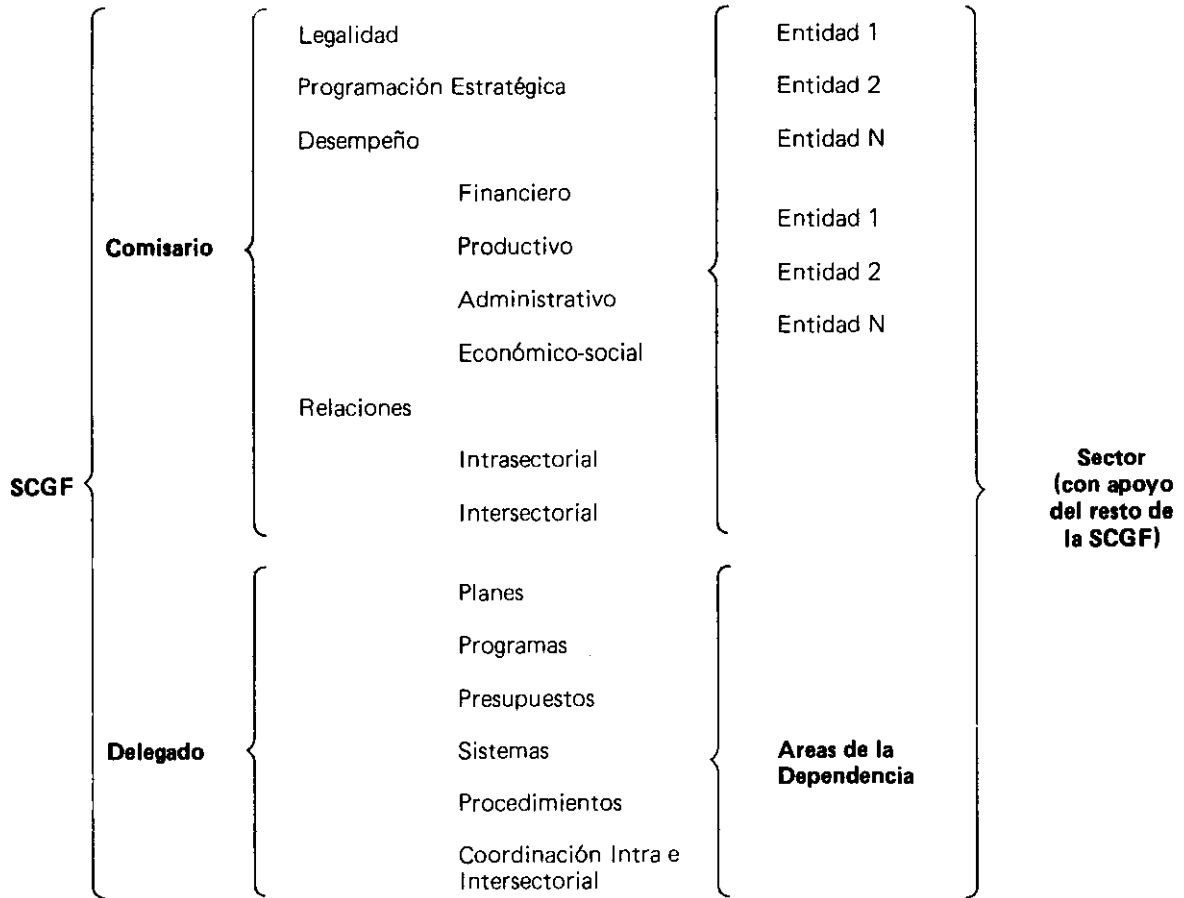 SCGF
Comisario
Legalidad
Programación Estratégica
Desempeño
Financiero
Productivo
Administrativo
Económico-social
Relaciones
Intrasectorial
Intersectorial
Entidad 1
Entidad 2
Entidad N
Entidad 1
Entidad 2
Entidad N
Delegado
Planes
Programas
Presupuestos
Sistemas
Procedimientos
Coordinación Intra e
Intersectorial
Areas de la
Dependencia
Sector
(con apoyo
del resto de
la SCGF)